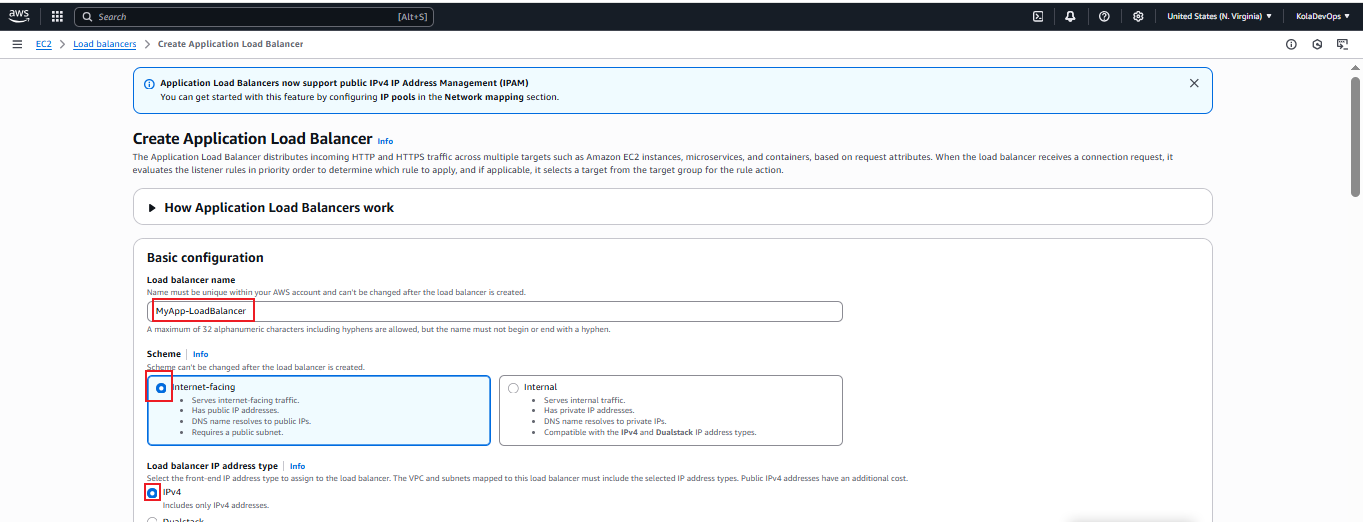 aws
Search [Alt+S]
United States (N. Virginia) ▼ KolaDevOps ▼
EC2 > Load balancers > Create Application Load Balancer
Application Load Balancers now support public IPv4 IP Address Management (IPAM)
You can get started with this feature by configuring IP pools in the Network mapping section.
Create Application Load Balancer Info
The Application Load Balancer distributes incoming HTTP and HTTPS traffic across multiple targets such as Amazon EC2 instances, microservices, and containers, based on request attributes. When the load balancer receives a connection request, it
evaluates the listener rules in priority order to determine which rule to apply, and if applicable, it selects a target from the target group for the rule action.
How Application Load Balancers work
Basic configuration
Load balancer name
Name must be unique within your AWS account and can't be changed after the load balancer is created.
MyApp-LoadBalancer
A maximum of 32 alphanumeric characters including hyphens are allowed, but the name must not begin or end with a hyphen.
Scheme Info
Scheme can't be changed after the load balancer is created.
Internet-facing
• Serves internet-facing traffic.
• Has public IP addresses.
• DNS name resolves to public IPs.
• Requires a public subnet.
Internal
• Serves internal traffic.
• Has private IP addresses.
• DNS name resolves to private IPs.
• Compatible with the IPv4 and Dualstack IP address types.
Load balancer IP address type Info
Select the front-end IP address type to assign to the load balancer. The VPC and subnets mapped to this load balancer must include the selected IP address types. Public IPv4 addresses have an additional cost.
IPv4
Includes only IPv4 addresses.
Dualstack